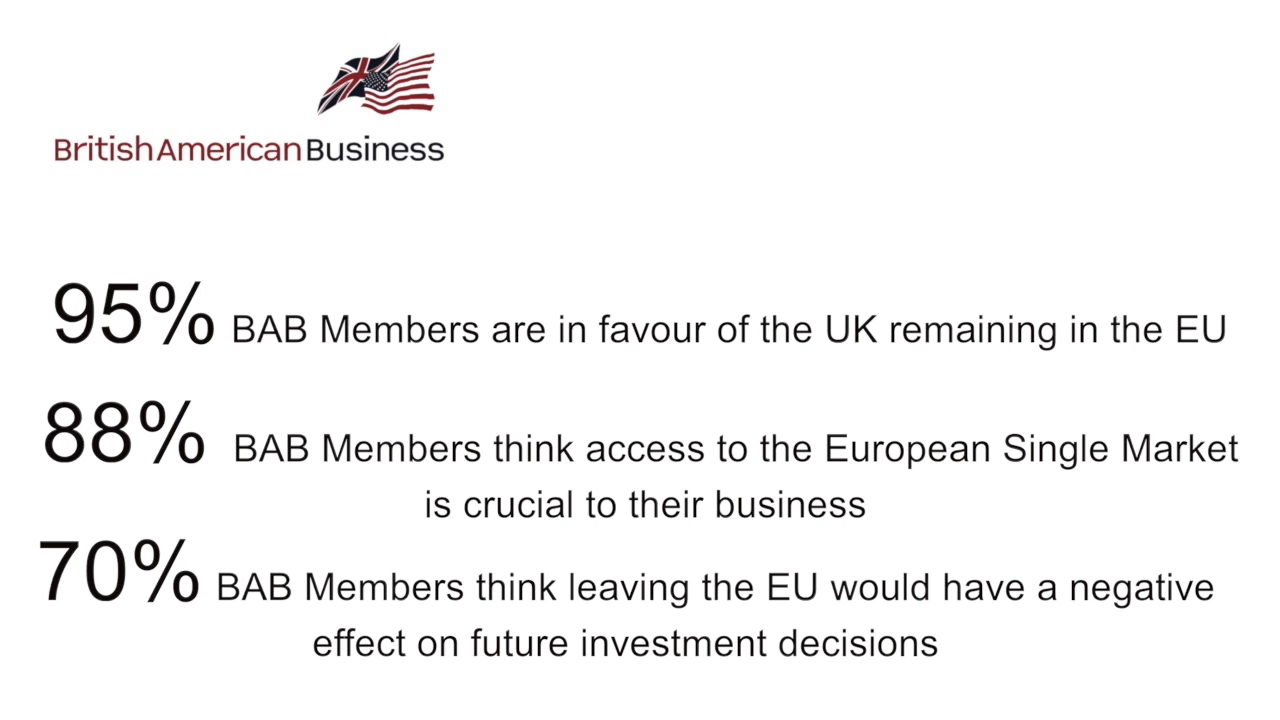 BritishAmericanBusiness
95% BAB Members are in favour of the UK remaining in the EU
88% BAB Members think access to the European Single Market
is crucial to their business
70% BAB Members think leaving the EU would have a negative
effect on future investment decisions